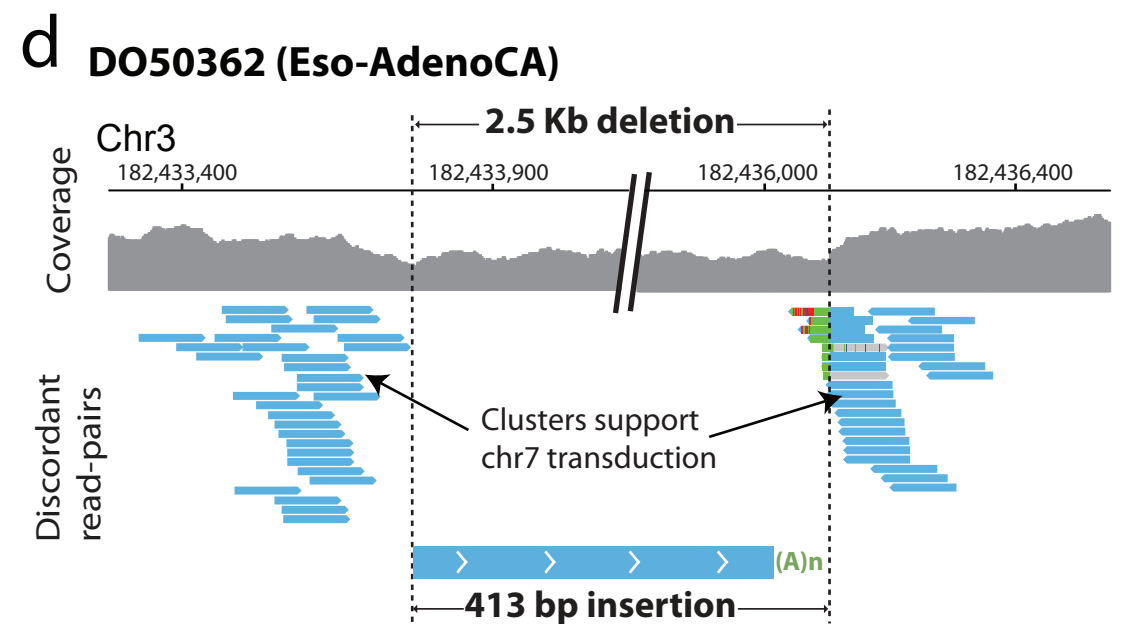 d
DO50362 (Eso-AdenoCA)
2.5 Kb deletion
Chr3
182,433,400 182,433,900 182,436,000 182,436,400
Coverage
Discordant
read-pairs
Clusters support
chr7 transduction
(A)n
413 bp insertion